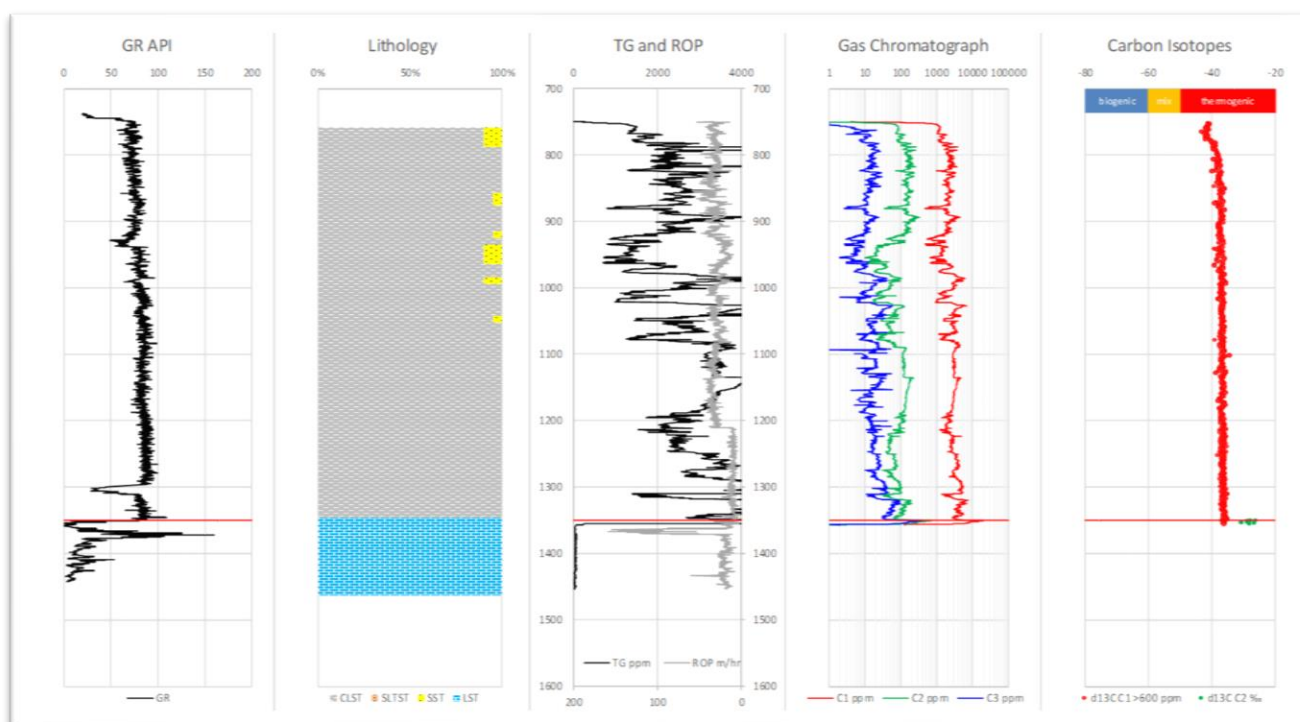 GR API
0 50 100 150 200
GR
Lithology
0% 50% 100%
CLST SLTST SST LST
TG and ROP
0 2000 4000
700
800
900
1000
1100
1200
1300
1400
1500
1600
200 100 0
TG ppm ROP m/hr
Gas Chromatograph
1 10 100 1000 10000 100000
C1 ppm C2 ppm C3 ppm
Carbon Isotopes
-80 -60 -40 -20
biogenic mix thermogenic
d13CC1>600 ppm d13C C2 ‰